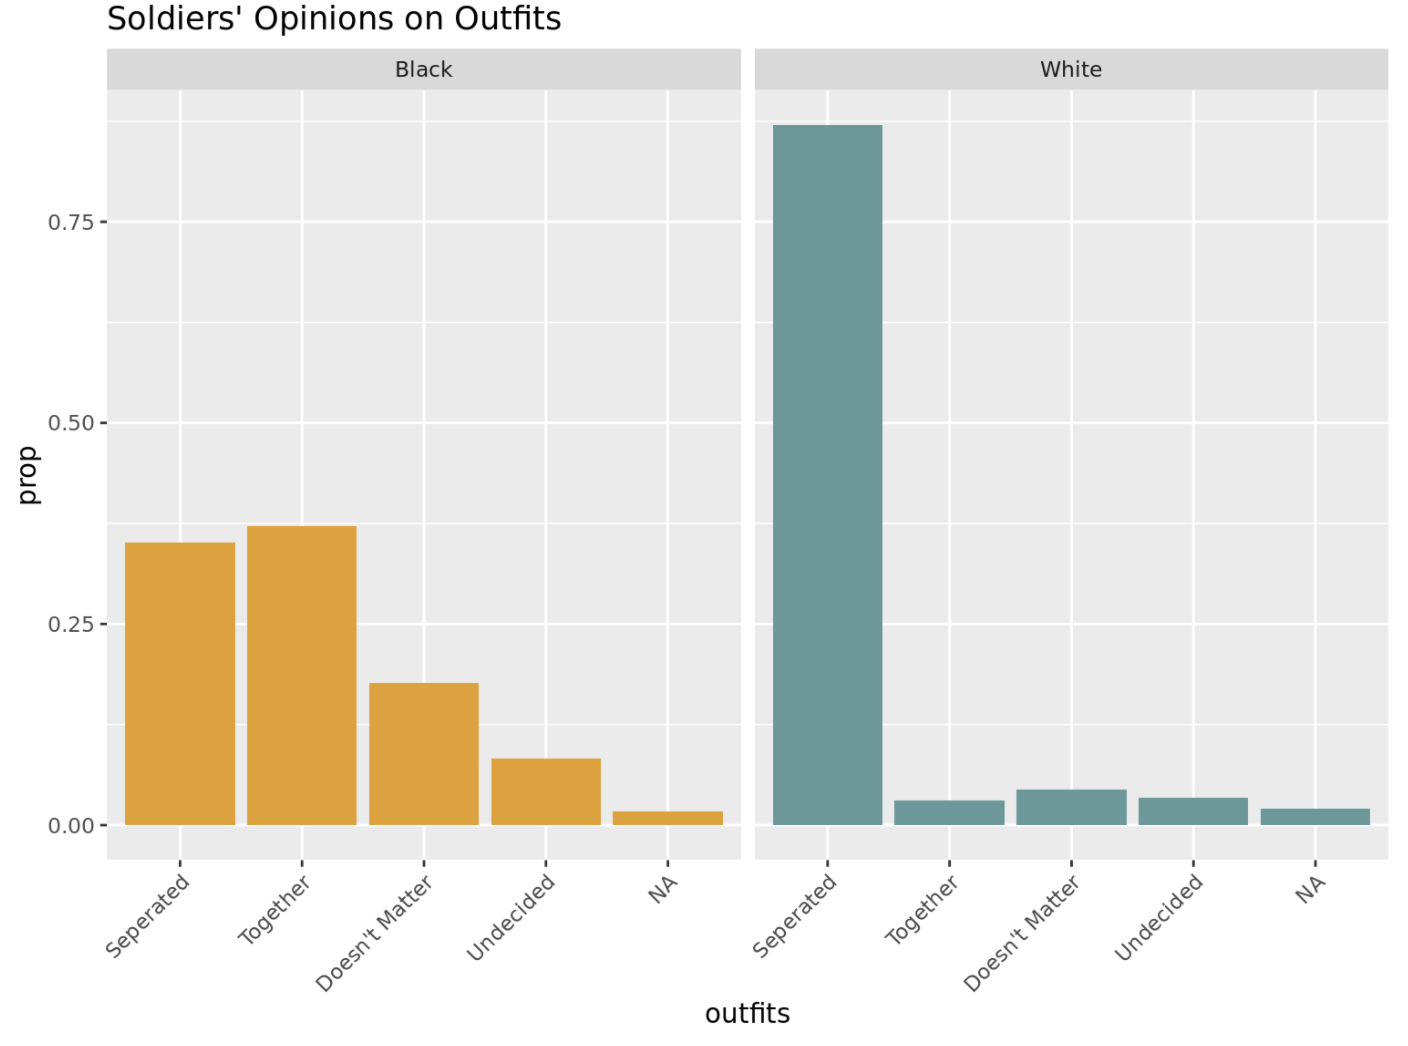 Soldiers' Opinions on Outfits
Black
White
prop
0.75
0.50
0.25
0.00
Seperated
Together
Doesn't Matter
Undecided
NA
Seperated
Together
Doesn't Matter
Undecided
NA
outfits